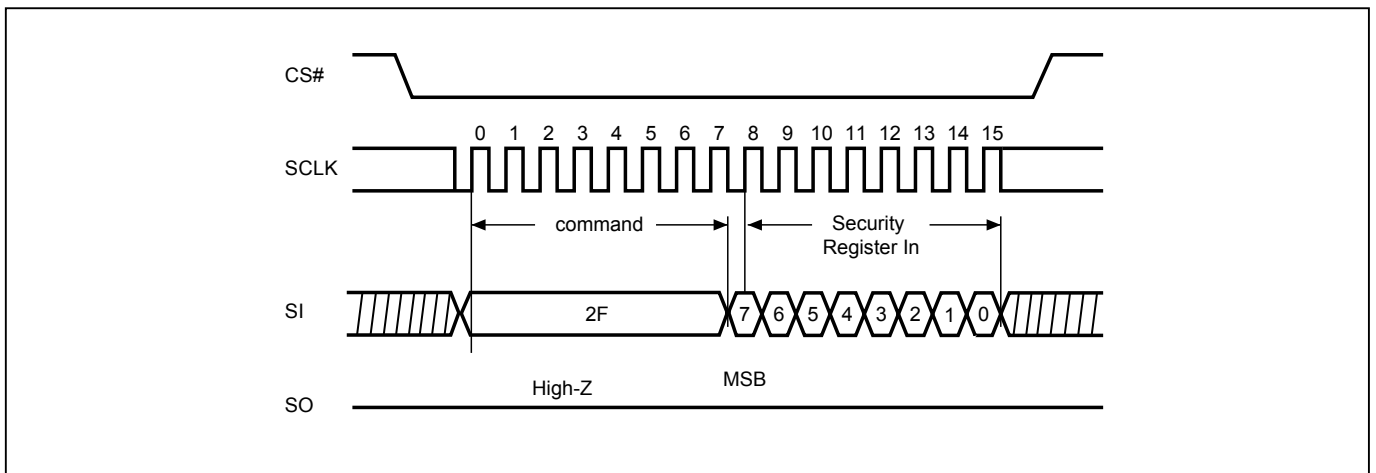 CS#
0 1 2 3 4 5 6 7 8 9 10 11 12 13 14 15
SCLK
command
Security
Register In
SI
2F
7 6 5 4 3 2 1 0
High-Z
MSB
SO